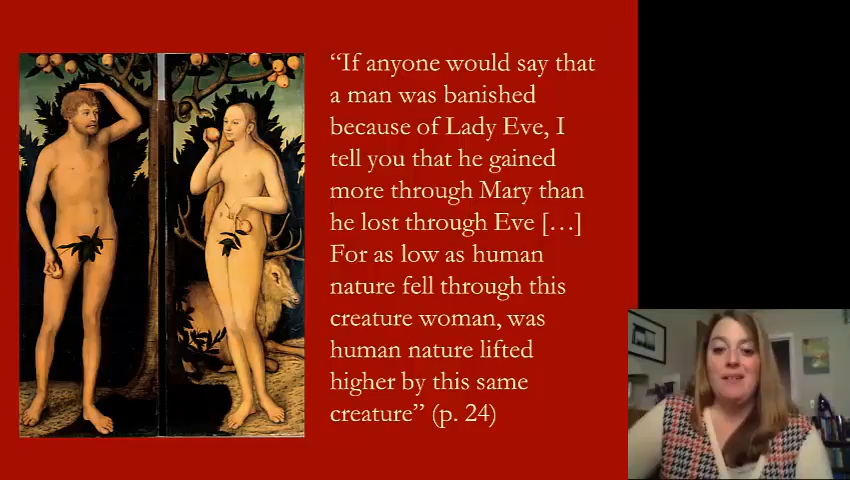 “If anyone would say that
a man was banished
because of Lady Eve, I
tell you that he gained
more through Mary than
he lost through Eve […]
For as low as human
nature fell through this
creature woman, was
human nature lifted
higher by this same
creature” (p. 24)